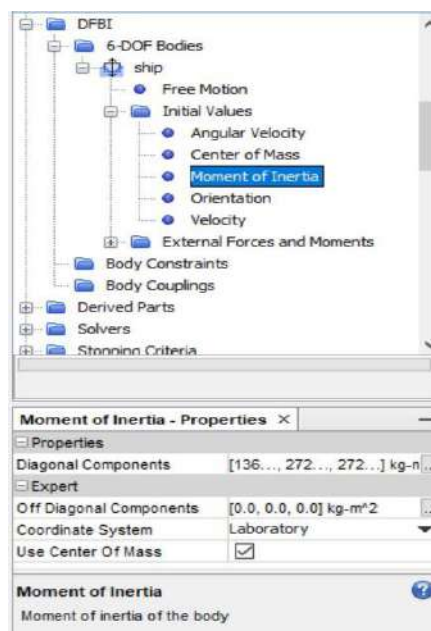 DFBI
6-DOF Bodies
ship
Free Motion
Initial Values
Angular Velocity
Center of Mass
Moment of Inertia
Orientation
Velocity
External Forces and Moments
Body Constraints
Body Couplings
Derived Parts
Solvers
Stopping Criteria
Moment of Inertia - Properties ×
Properties
Diagonal Components [136..., 272..., 272...] kg-n
Expert
Off Diagonal Components [0.0, 0.0, 0.0] kg-m^2
Coordinate System Laboratory
Use Center Of Mass
Moment of Inertia
Moment of inertia of the body